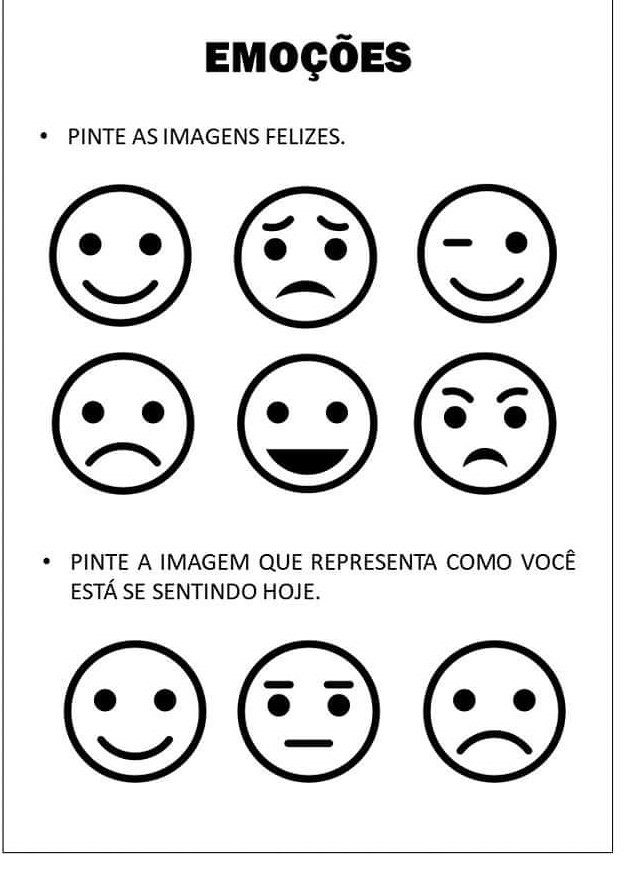 EMOÇÕES
• PINTE AS IMAGENS FELIZES.
• PINTE A IMAGEM QUE REPRESENTA COMO VOCÊ
ESTÁ SE SENTINDO HOJE.